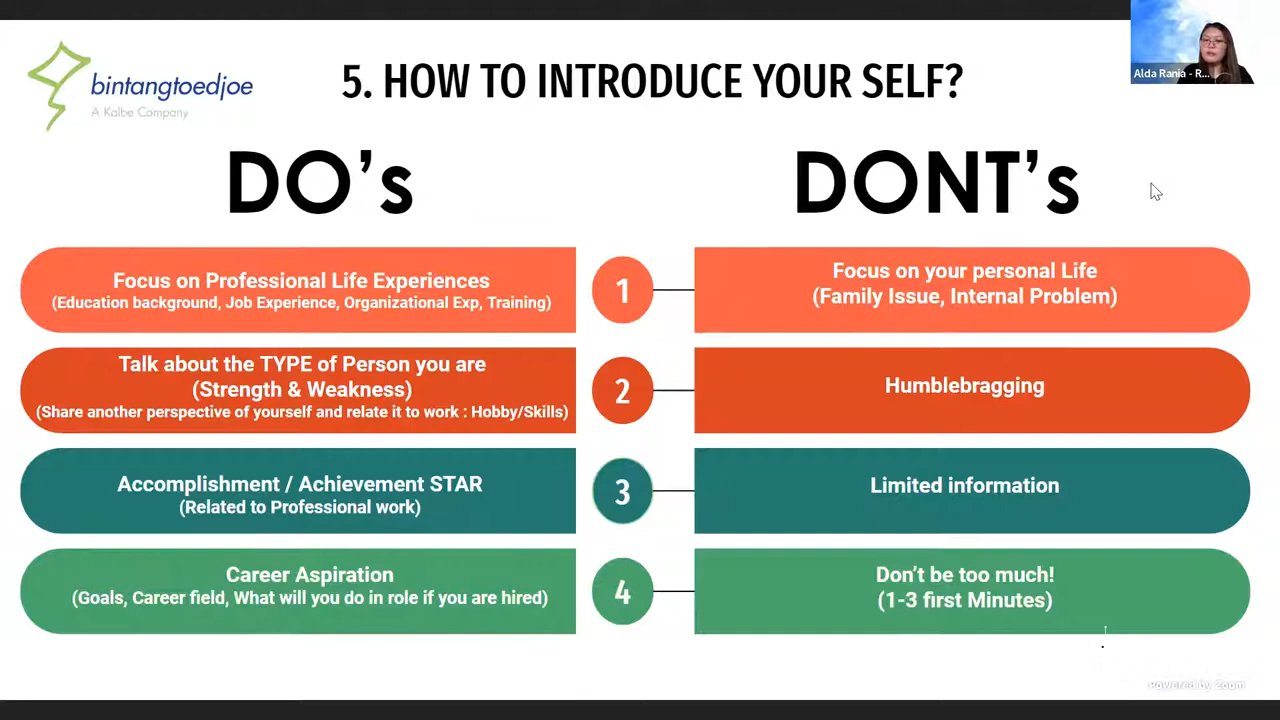 bintangtoedjoe
A Kalbe Company
5. HOW TO INTRODUCE YOUR SELF?
Alda Rania - R...
DO's
DONT's
Focus on Professional Life Experiences
(Education background, Job Experience, Organizational Exp, Training)
1
Focus on your personal Life
(Family Issue, Internal Problem)
Talk about the TYPE of Person you are
(Strength & Weakness)
(Share another perspective of yourself and relate it to work : Hobby/Skills)
2
Humblebragging
Accomplishment / Achievement STAR
(Related to Professional work)
3
Limited information
Career Aspiration
(Goals, Career field, What will you do in role if you are hired)
4
Don't be too much!
(1-3 first Minutes)
Powered by Zoom